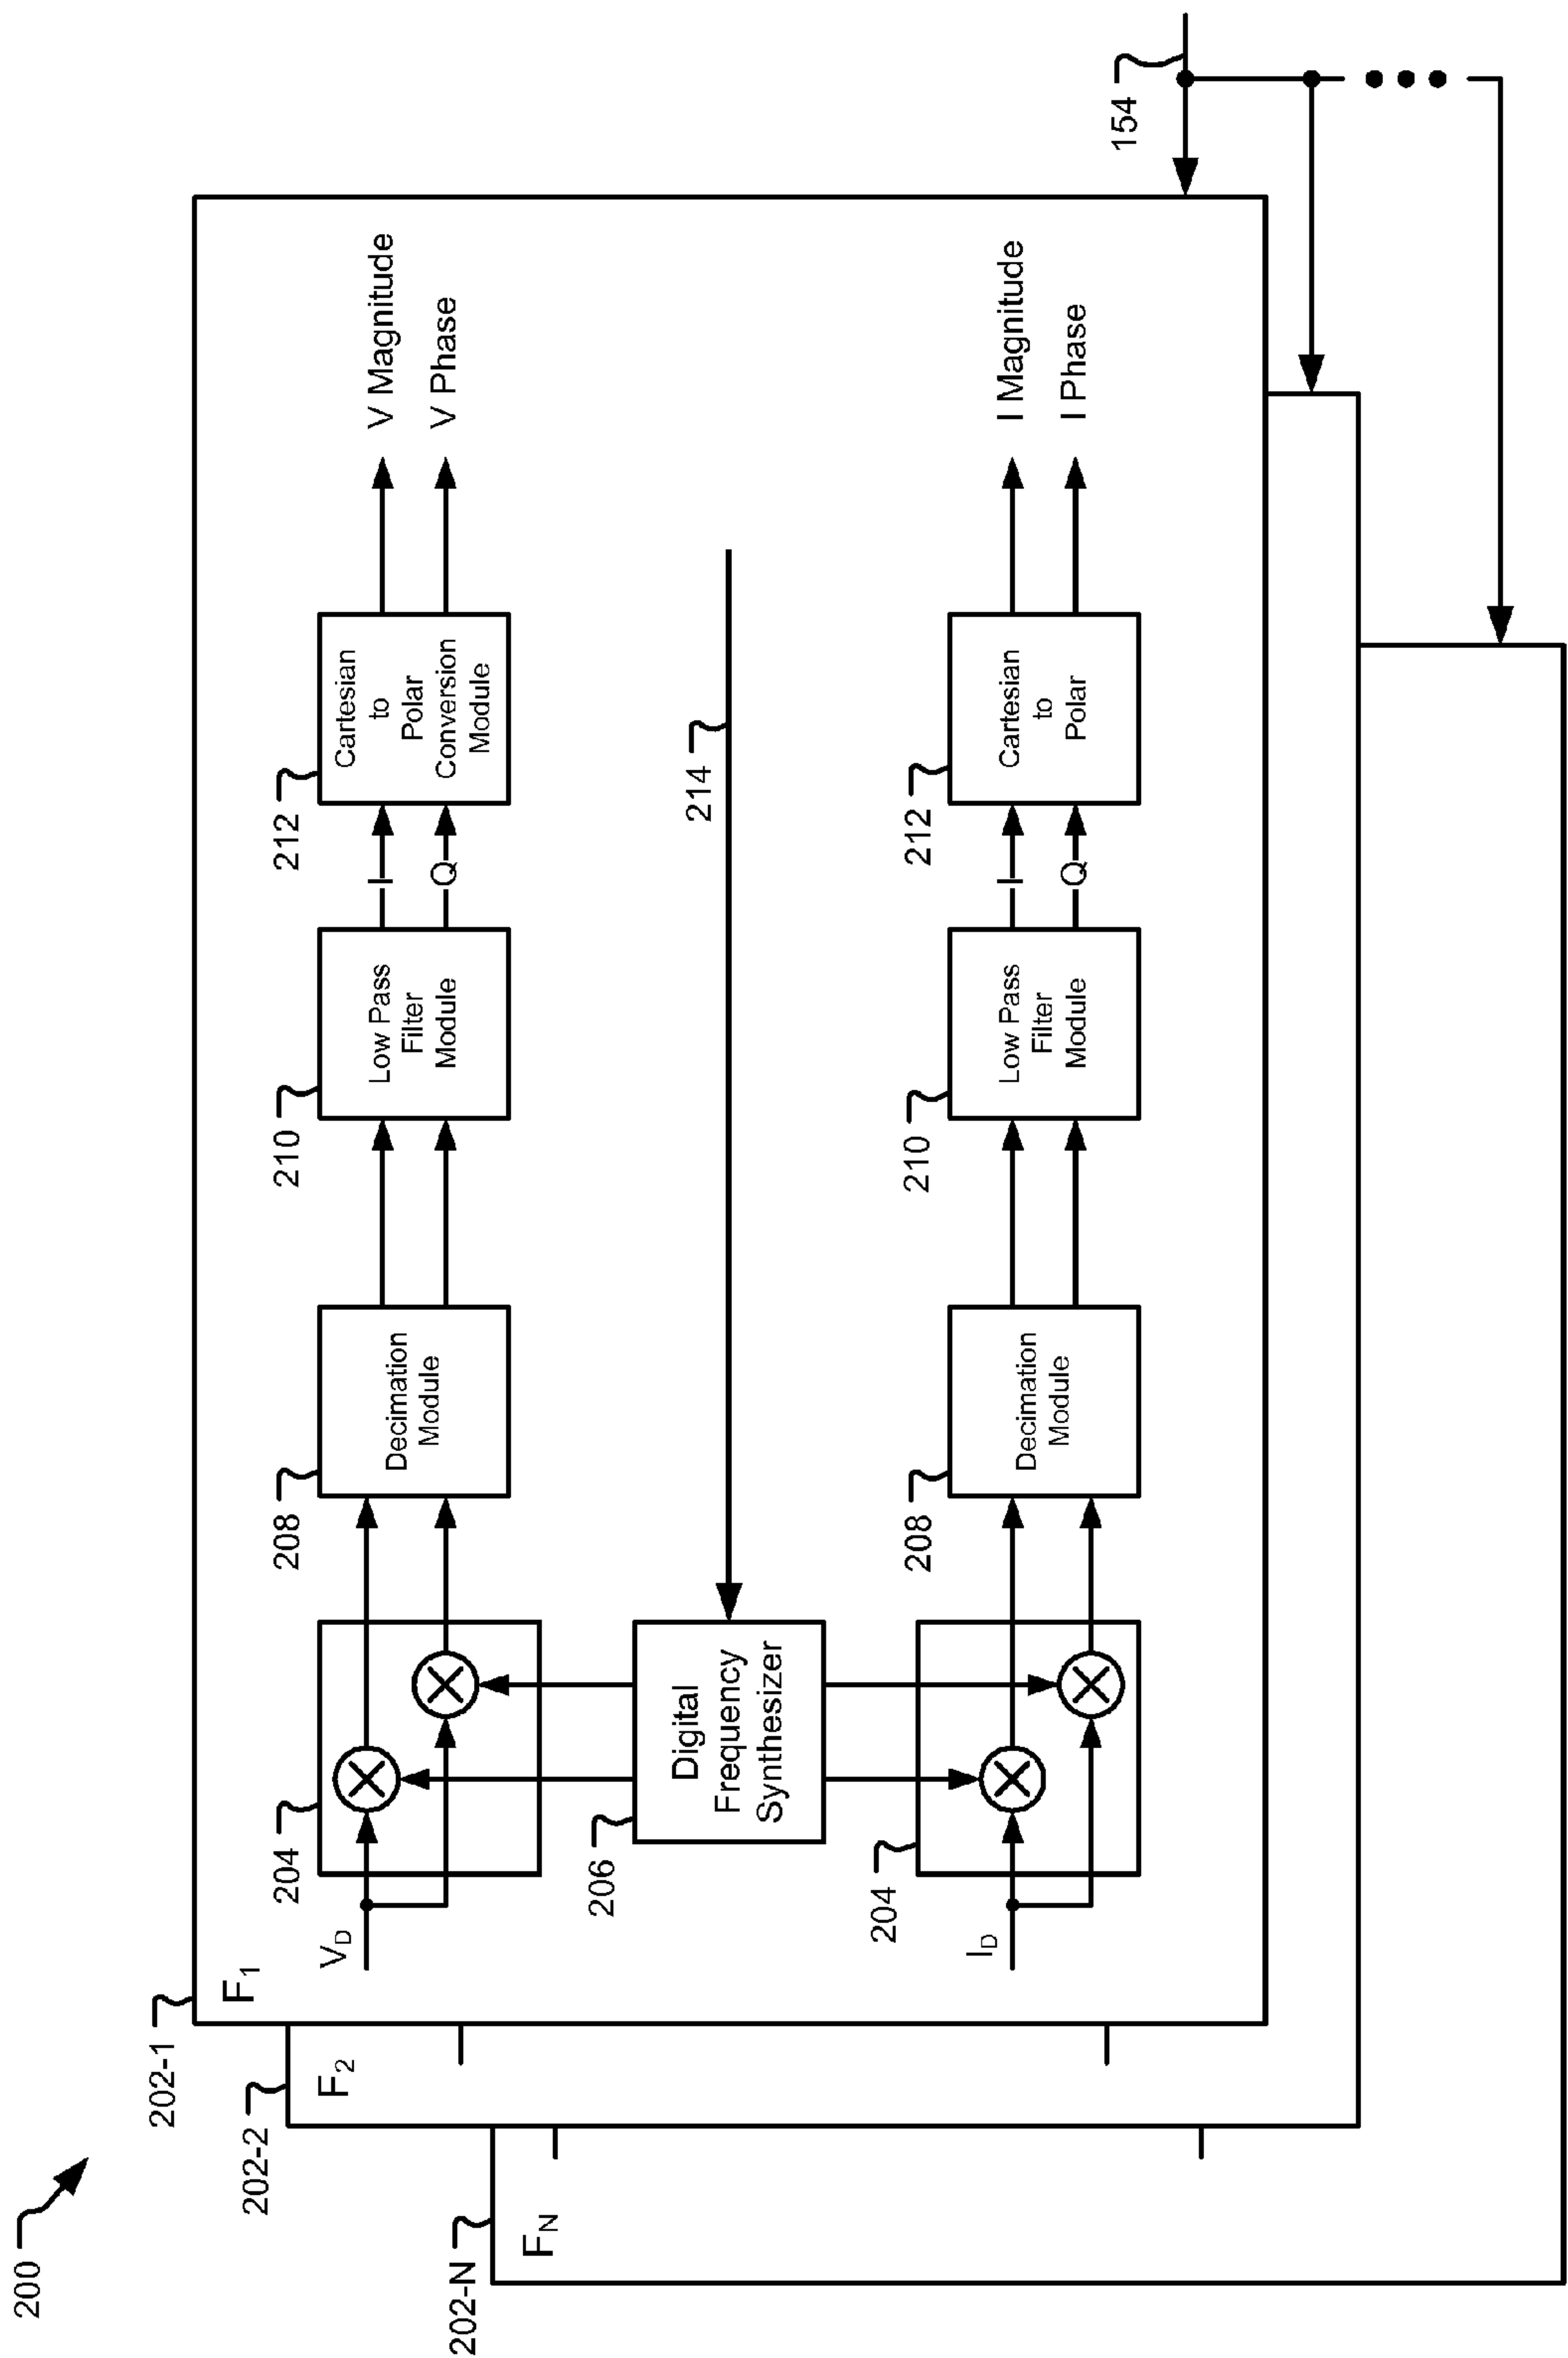 200
202-1
202-2
202-N
F1
F2
FN
154
VD
204
208
Decimation
Module
210
Low Pass
Filter
Module
I
Q
212
Cartesian
to
Polar
Conversion
Module
V Magnitude
V Phase
206
Digital
Frequency
Synthesizer
214
ID
204
208
Decimation
Module
210
Low Pass
Filter
Module
I
Q
212
Cartesian
to
Polar
I Magnitude
I Phase